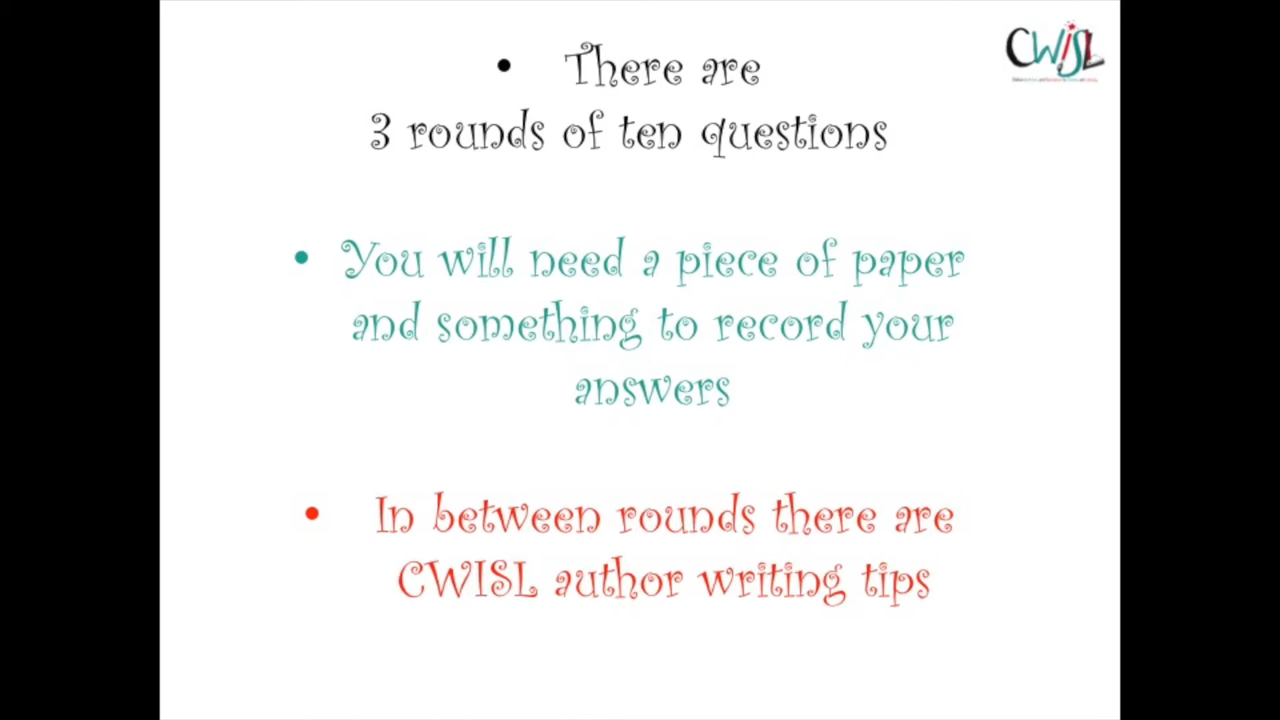 CWISL
• There are
3 rounds of ten questions
• You will need a piece of paper
and something to record your
answers
• In between rounds there are
CWISL author writing tips